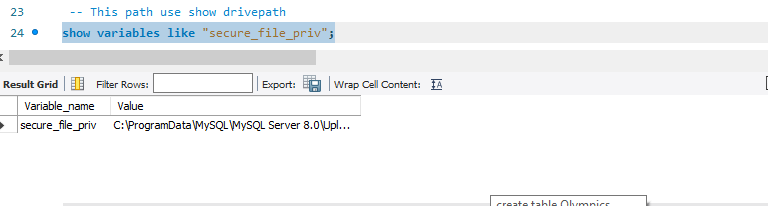 23 -- This path use show drivepath
24 show variables like "secure_file_priv";
Result Grid Filter Rows: Export: Wrap Cell Content:
Variable_name Value
secure_file_priv C:\ProgramData\MySQL\MySQL Server 8.0\Upl...
create table Olympics